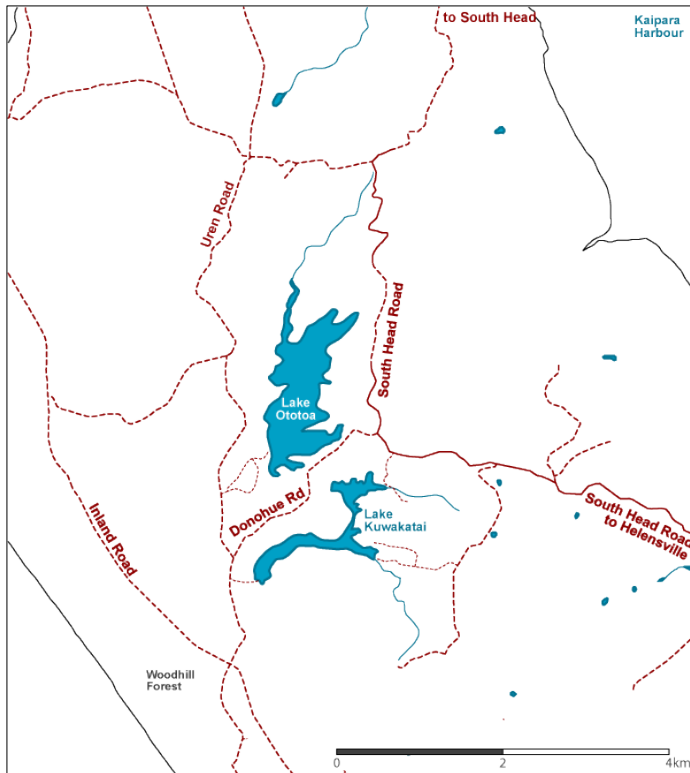 to South Head
Kaipara
Harbour
Uren Road
South Head Road
Lake
Ototoa
Donohue Rd
Lake
Kuwakatai
Inland Road
South Head Road
to Helensville
Woodhill
Forest
0
2
4km